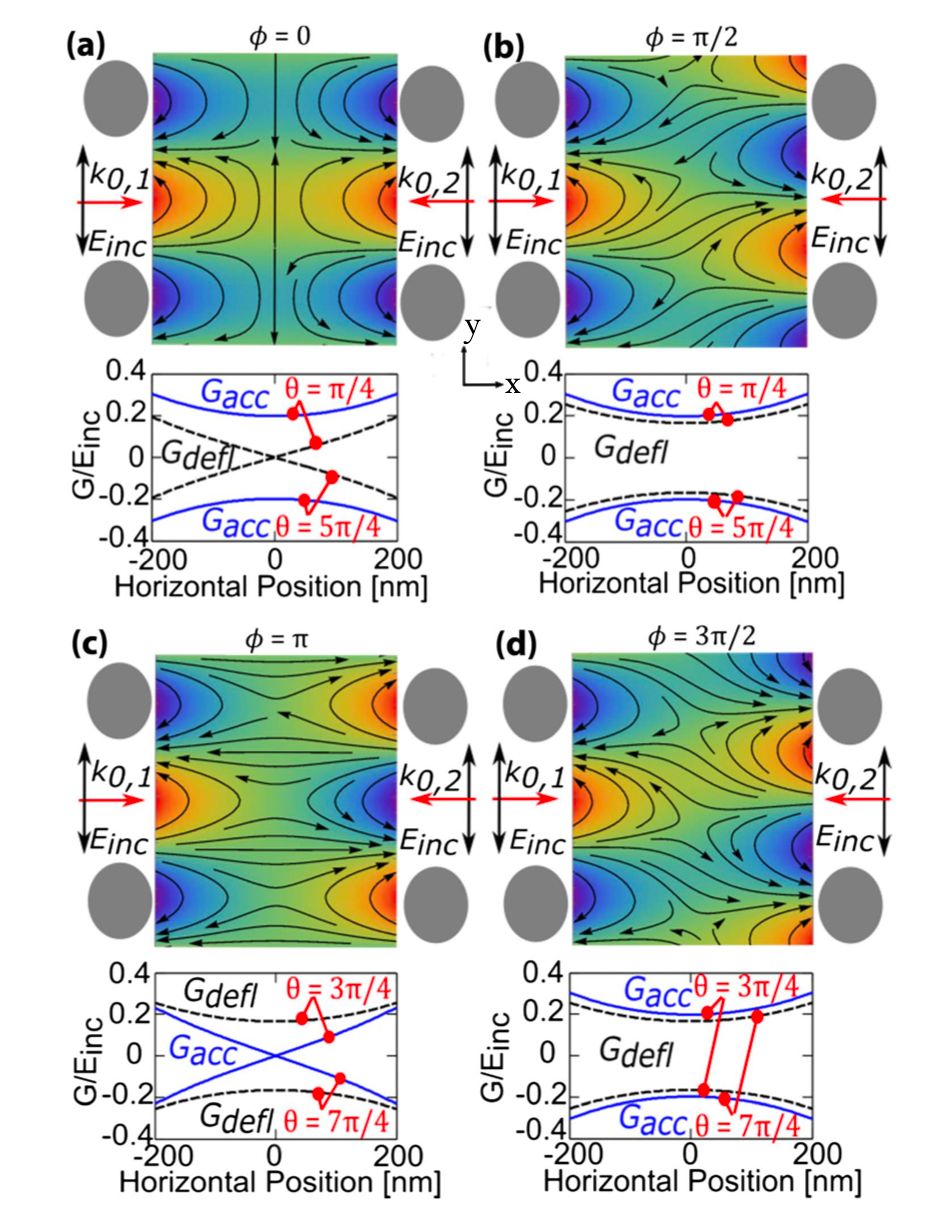 (a) ϕ = 0
k0,1
Einc
k0,2
Einc
0.4
0.2
0
-0.2
-0.4
G/Einc
Gacc θ = π/4
Gdefl
Gacc θ = 5π/4
-200 0 200
Horizontal Position [nm]
(b) ϕ = π/2
k0,1
Einc
k0,2
Einc
y
x
0.4
0.2
0
-0.2
-0.4
G/Einc
Gacc θ = π/4
Gdefl
Gacc θ = 5π/4
-200 0 200
Horizontal Position [nm]
(c) ϕ = π
k0,1
Einc
k0,2
Einc
0.4
0.2
0
-0.2
-0.4
G/Einc
Gdefl θ = 3π/4
Gacc
Gdefl θ = 7π/4
-200 0 200
Horizontal Position [nm]
(d) ϕ = 3π/2
k0,1
Einc
k0,2
Einc
0.4
0.2
0
-0.2
-0.4
G/Einc
Gacc θ = 3π/4
Gdefl
Gacc θ = 7π/4
-200 0 200
Horizontal Position [nm]